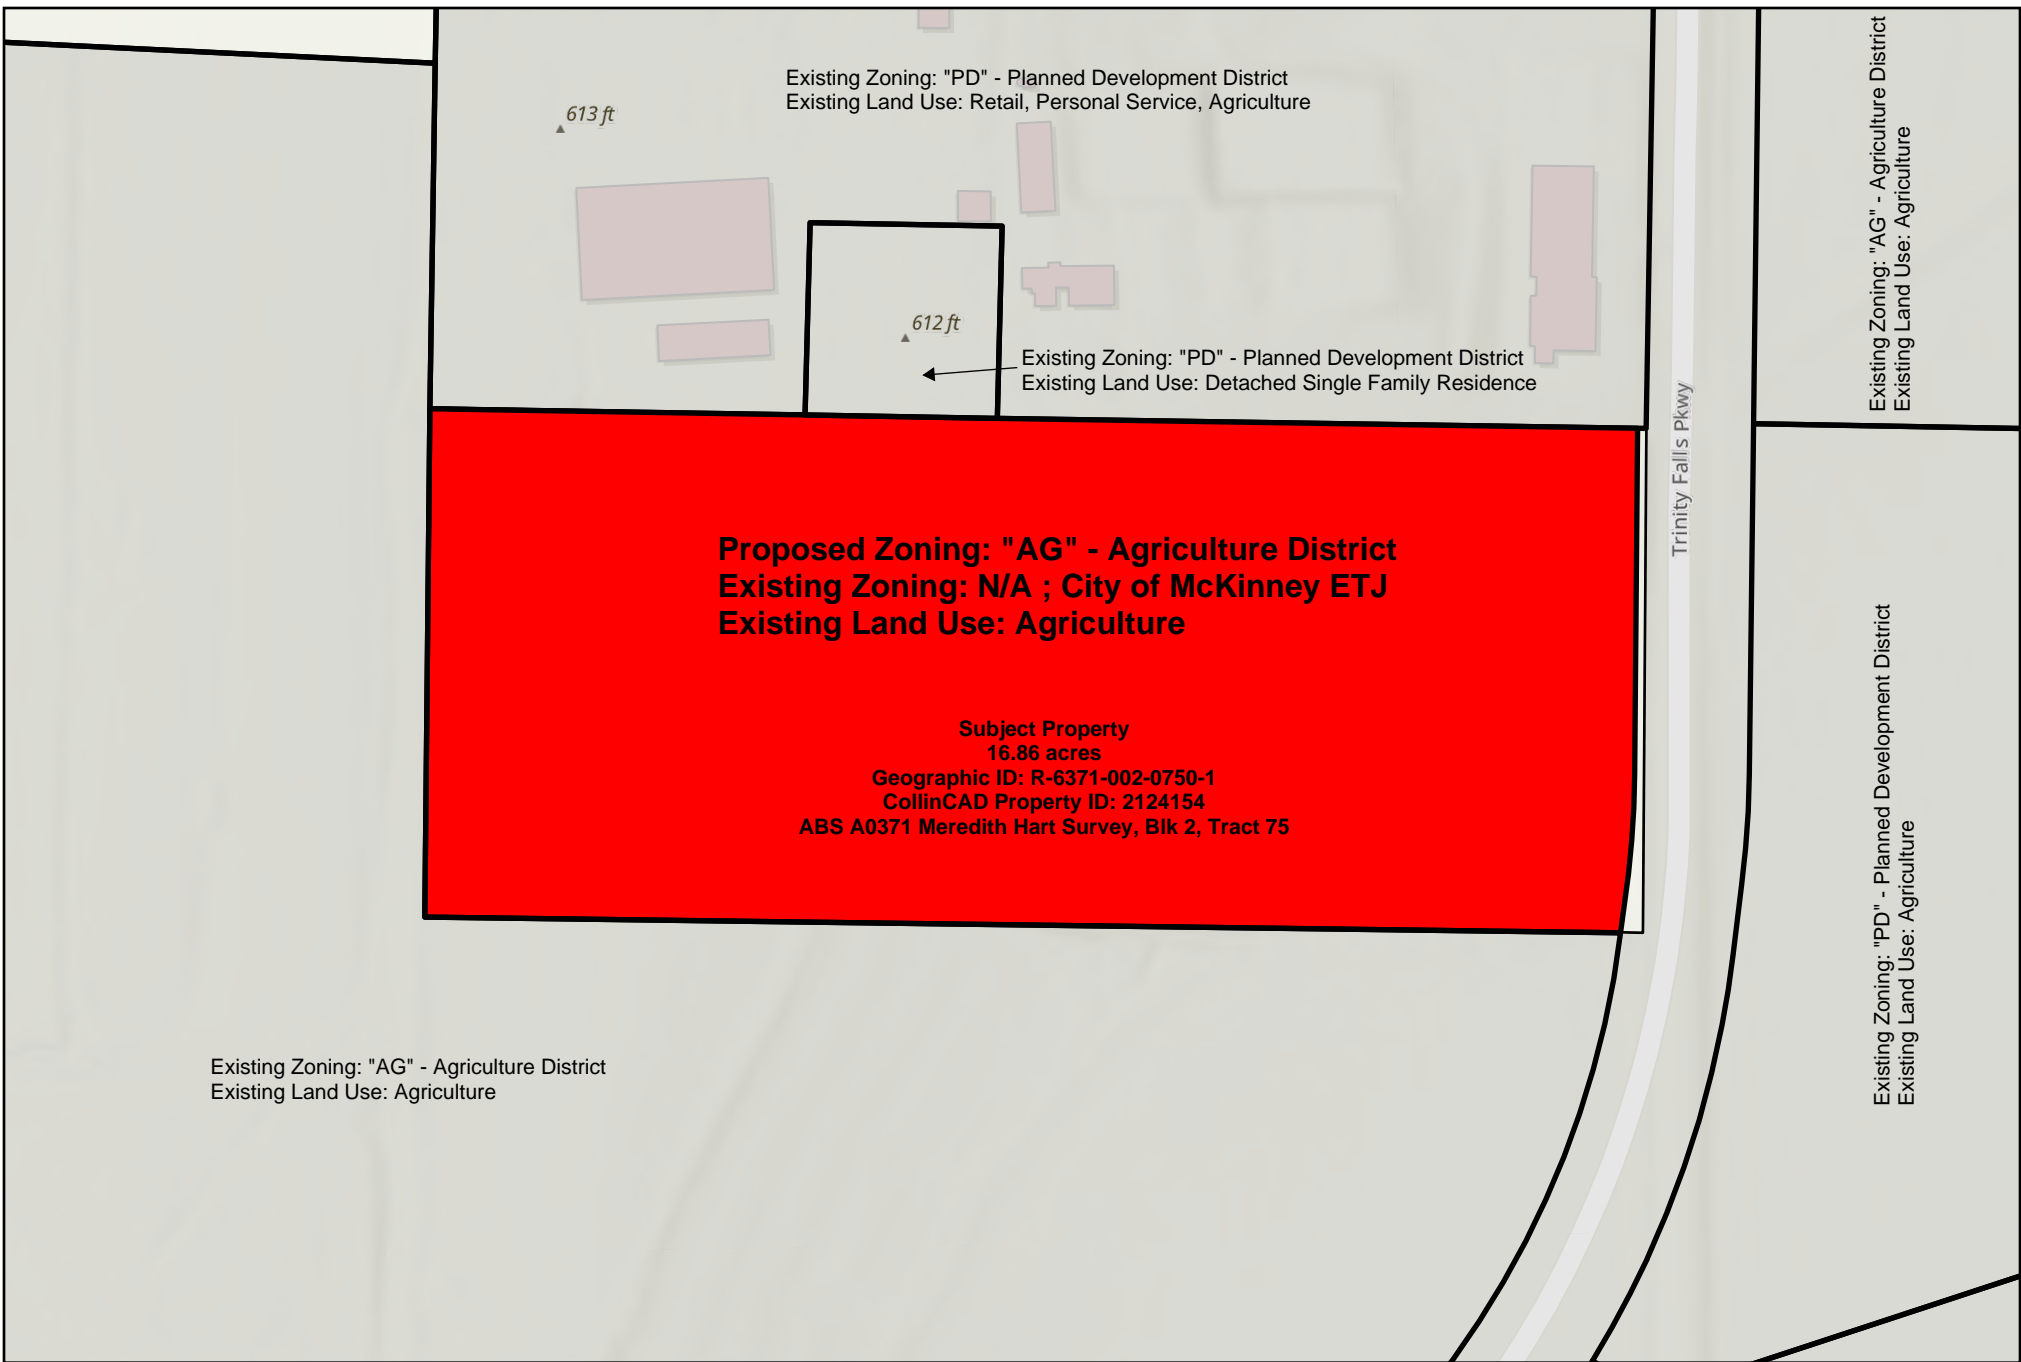 Existing Zoning: "PD" - Planned Development District
Existing Land Use: Retail, Personal Service, Agriculture
613 ft
612 ft
Existing Zoning: "PD" - Planned Development District
Existing Land Use: Detached Single Family Residence
Existing Zoning: "AG" - Agriculture District
Existing Land Use: Agriculture
Trinity Falls Pkwy
Proposed Zoning: "AG" - Agriculture District
Existing Zoning: N/A ; City of McKinney ETJ
Existing Land Use: Agriculture
Subject Property
16.86 acres
Geographic ID: R-6371-002-0750-1
CollinCAD Property ID: 2124154
ABS A0371 Meredith Hart Survey, Blk 2, Tract 75
Existing Zoning: "PD" - Planned Development District
Existing Land Use: Agriculture
Existing Zoning: "AG" - Agriculture District
Existing Land Use: Agriculture